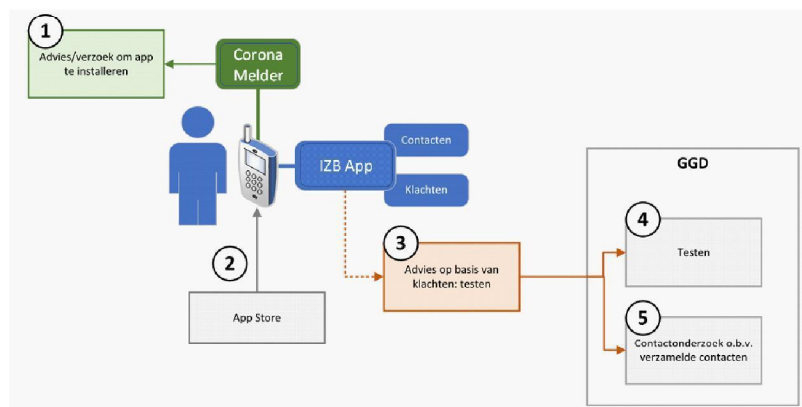 1
Advies/verzoek om app
te installeren
Corona
Melder
IZB App
Contacten
Klachten
2
App Store
3
Advies op basis van
klachten: testen
GGD
4
Testen
5
Contactonderzoek o.b.v.
verzamelde contacten